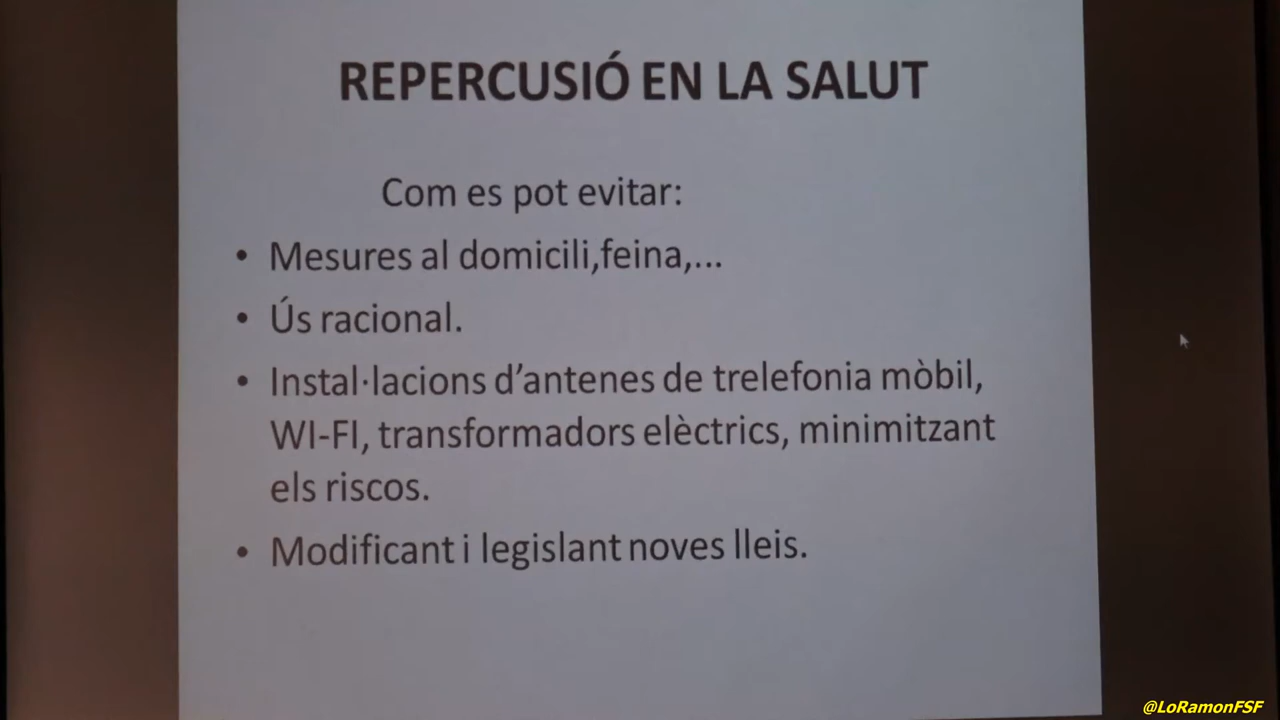 REPERCUSIÓ EN LA SALUT
Com es pot evitar:
• Mesures al domicili,feina,...
• Ús racional.
• Instal·lacions d’antenes de trelefonia mòbil,
WI-FI, transformadors elèctrics, minimitzant
els riscos.
• Modificant i legislant noves lleis.
@LoRamonFSF